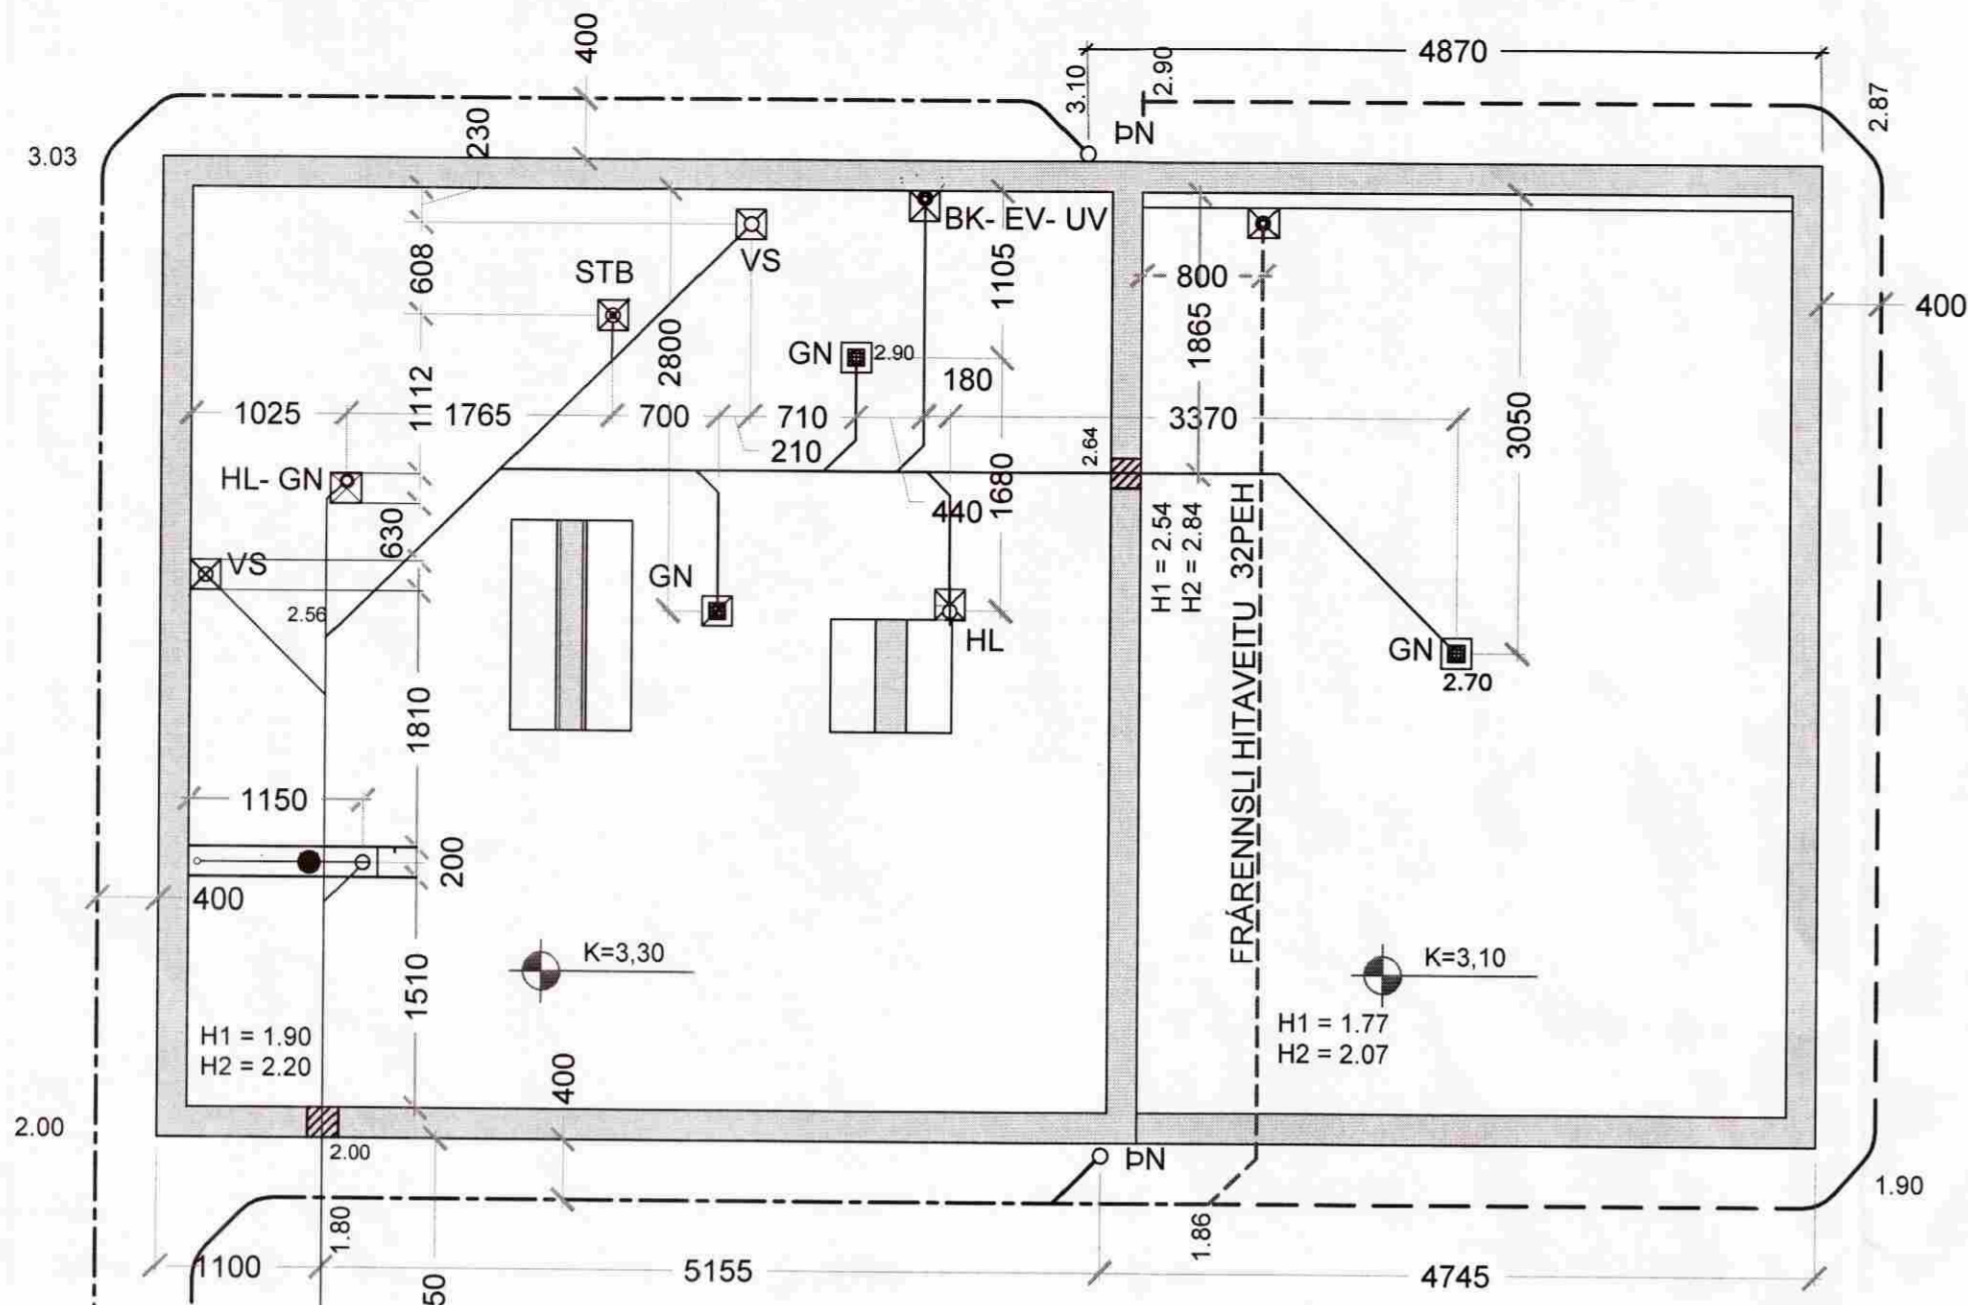 400
4870
3.10
2.90
2.87
ÞN
230
3.03
BK- EV- UV
608
STB
VS
1105
800
400
2800
1865
GN
2.90
1112
180
1025
1765
700
710
3370
3050
210
2.64
HL- GN
1680
440
630
H1 = 2.54
H2 = 2.84
VS
GN
2.56
HL
GN
2.70
1810
FRÁRENNSLI HITAVEITU 32PEH
1150
200
400
K=3,30
K=3,10
1510
H1 = 1.90
H2 = 2.20
H1 = 1.77
H2 = 2.07
400
2.00
2.00
ÞN
1.90
1.80
1.86
1100
5155
4745
50